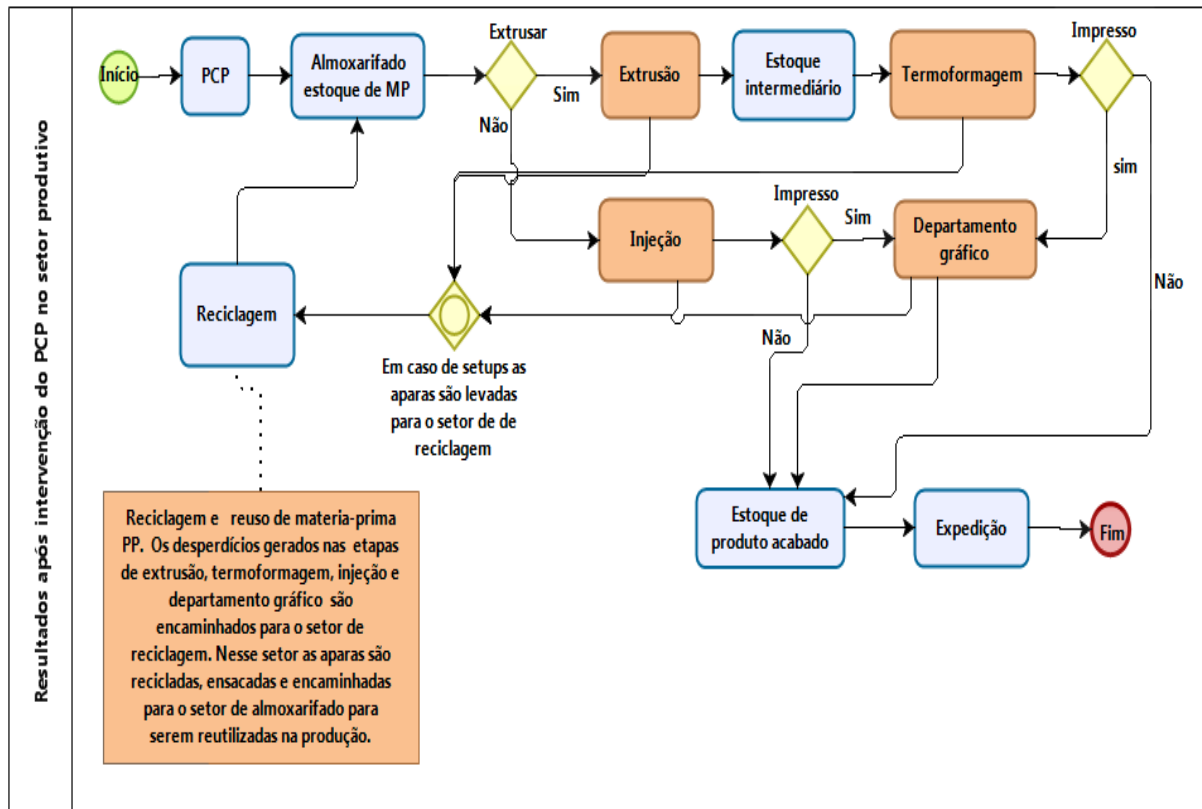 Resultados após intervenção do PCP no setor produtivo
Início
PCP
Almoxarifado
estoque de MP
Extrusar
Sim
Não
Extrusão
Estoque
intermediário
Termoformagem
Impresso
sim
Não
Injeção
Impresso
Sim
Não
Departamento
gráfico
Reciclagem
Em caso de setups as
aparas são levadas
para o setor de de
reciclagem
Reciclagem e reuso de materia-prima
PP. Os desperdícios gerados nas etapas
de extrusão, termoformagem, injeção e
departamento gráfico são
encaminhados para o setor de
reciclagem. Nesse setor as aparas são
recicladas, ensacadas e encaminhadas
para o setor de almoxarifado para
serem reutilizadas na produção.
Estoque de
produto acabado
Expedição
Fim